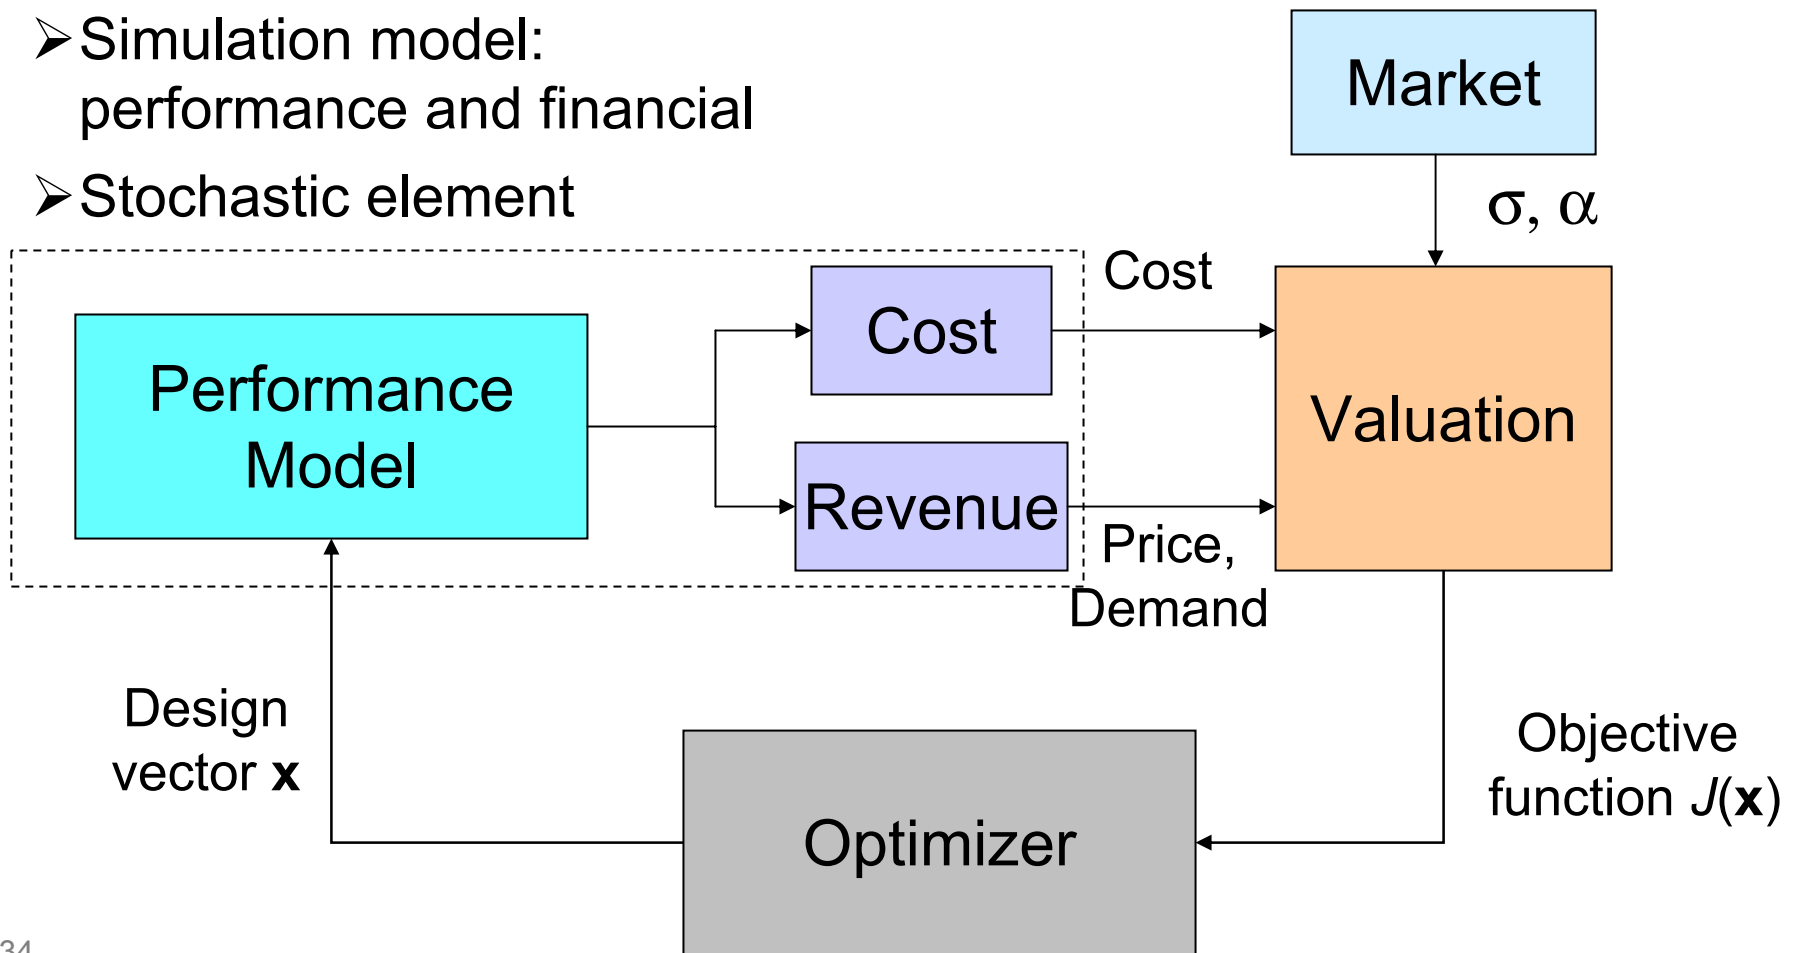 ➢Simulation model:
performance and financial
➢Stochastic element
Market
σ, α
Cost
Cost
Performance
Model
Valuation
Revenue
Price,
Demand
Design
vector x
Objective
function J(x)
Optimizer
34